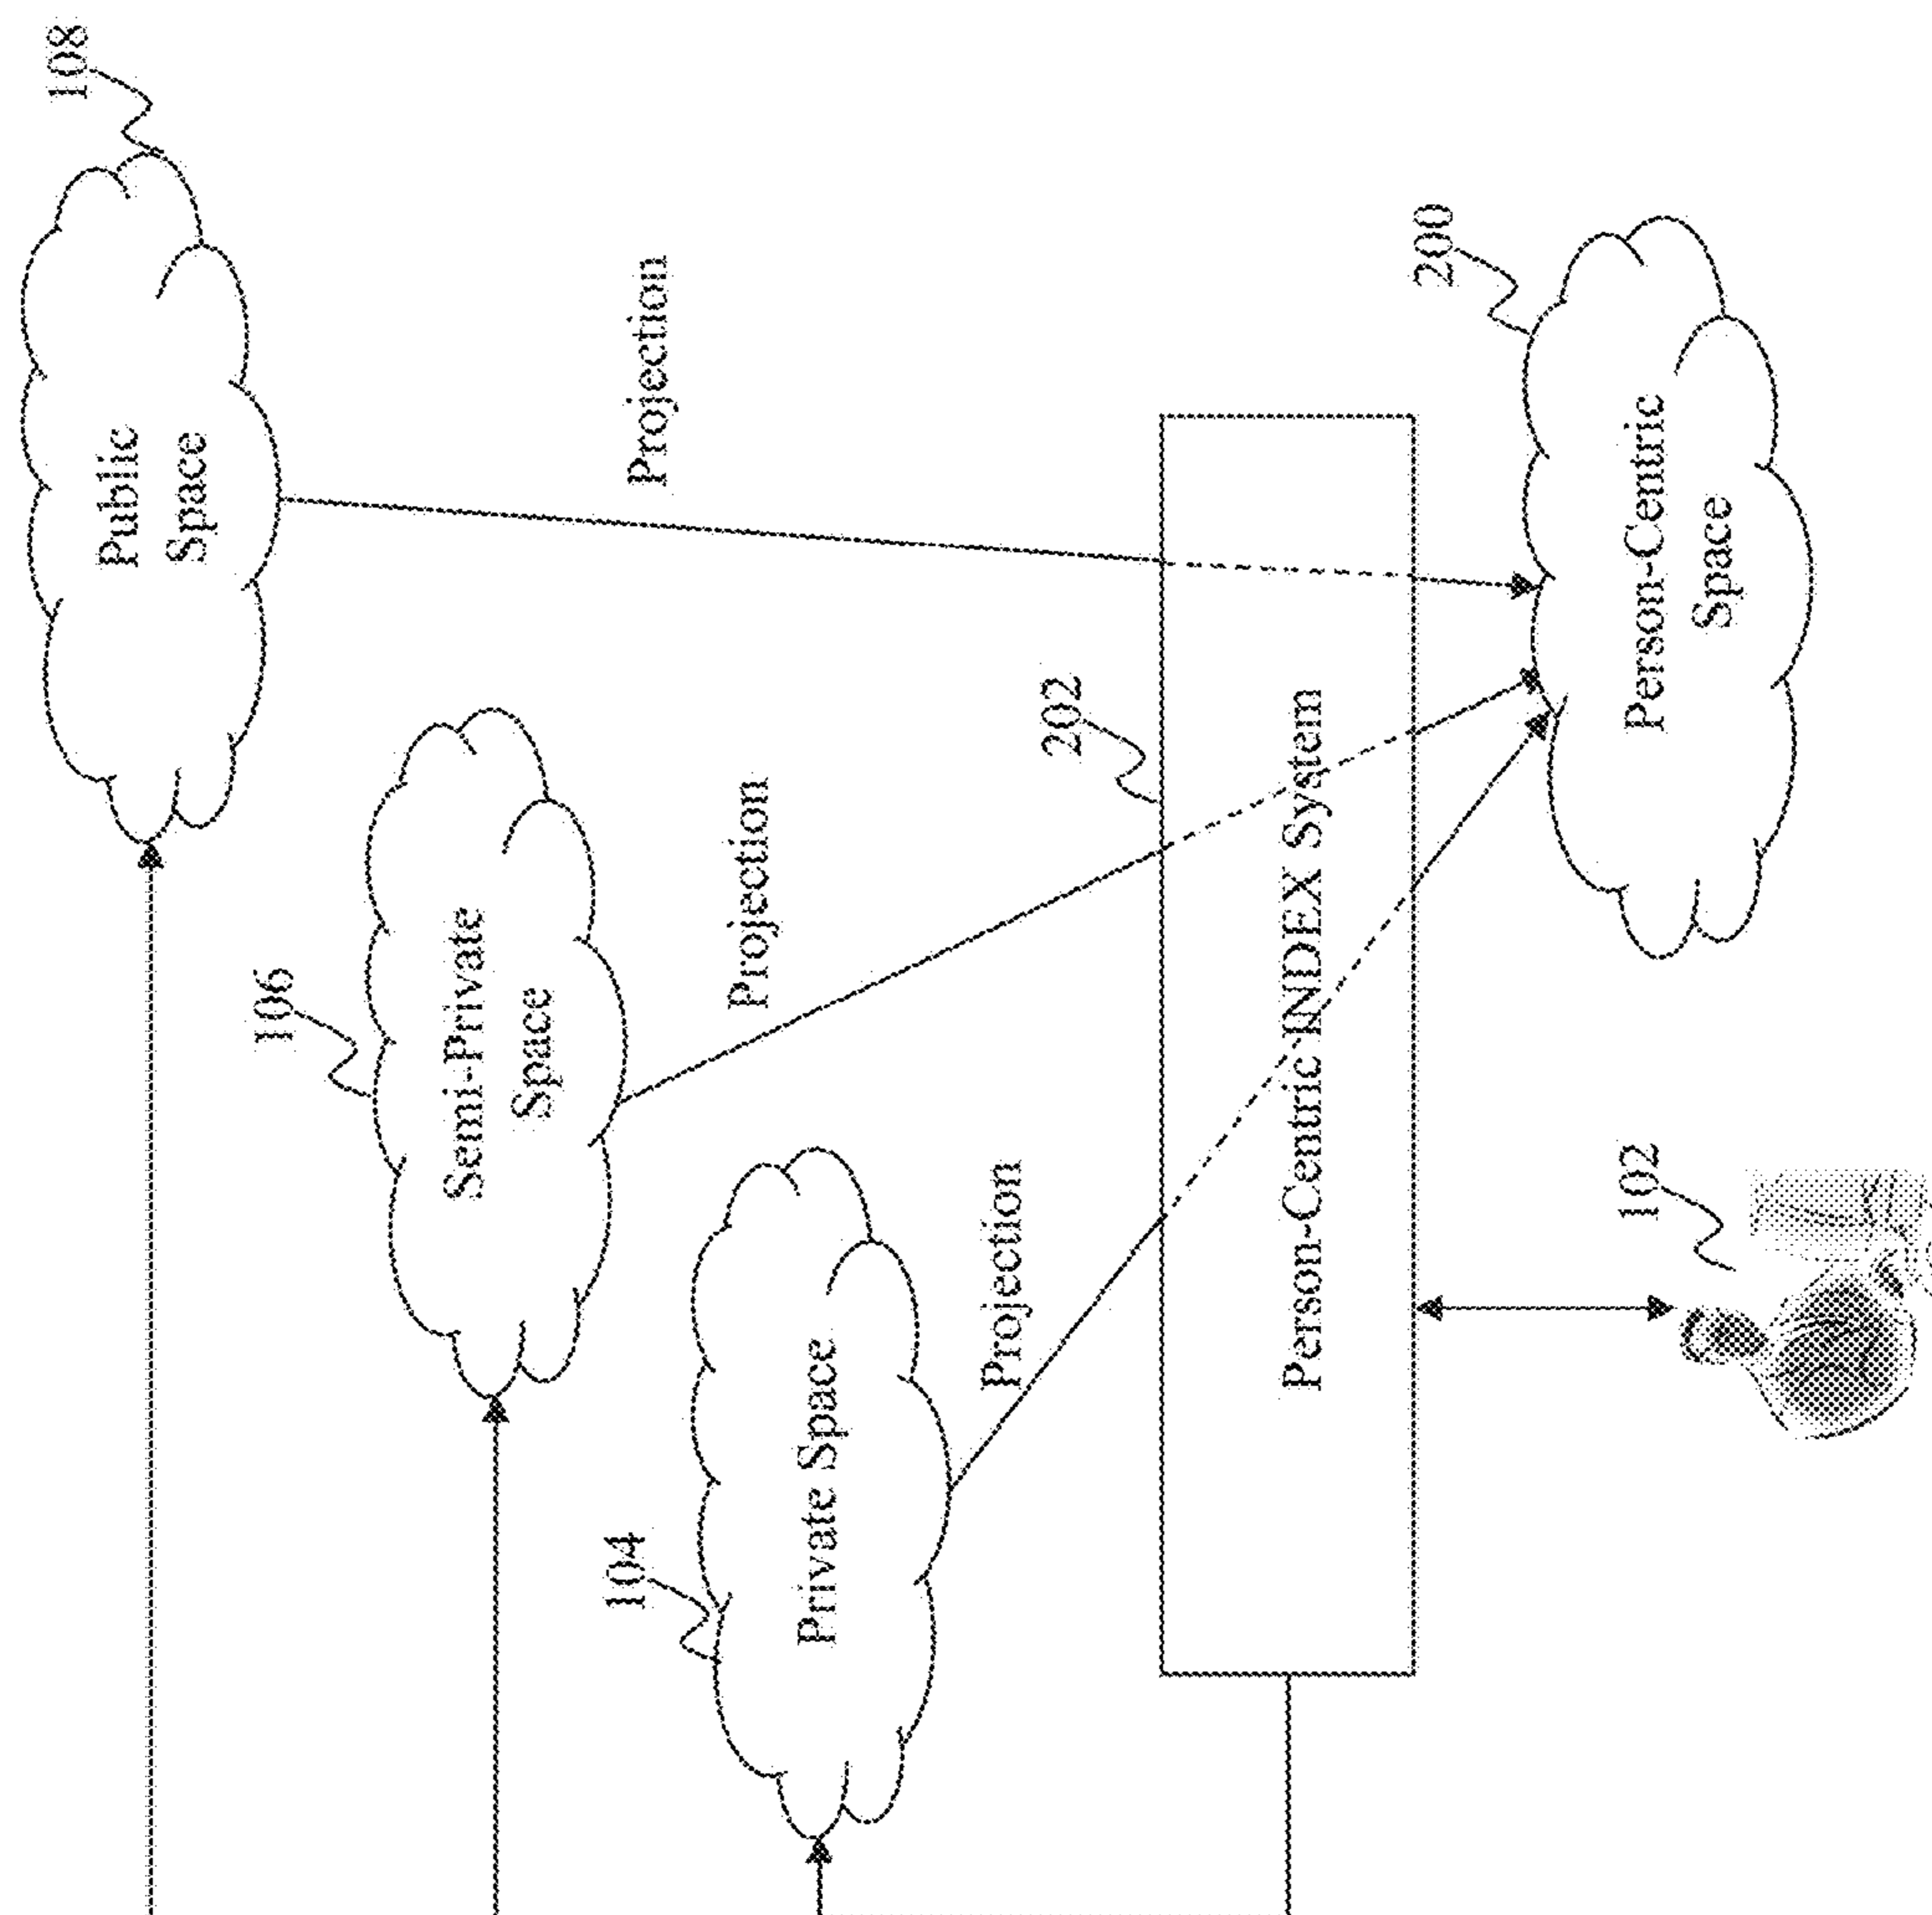 108
Public
Space
Projection
106
Semi-Private
Space
Projection
104
Private Space
Projection
202
Person-Centric INDEX System
102
200
Person-Centric
Space